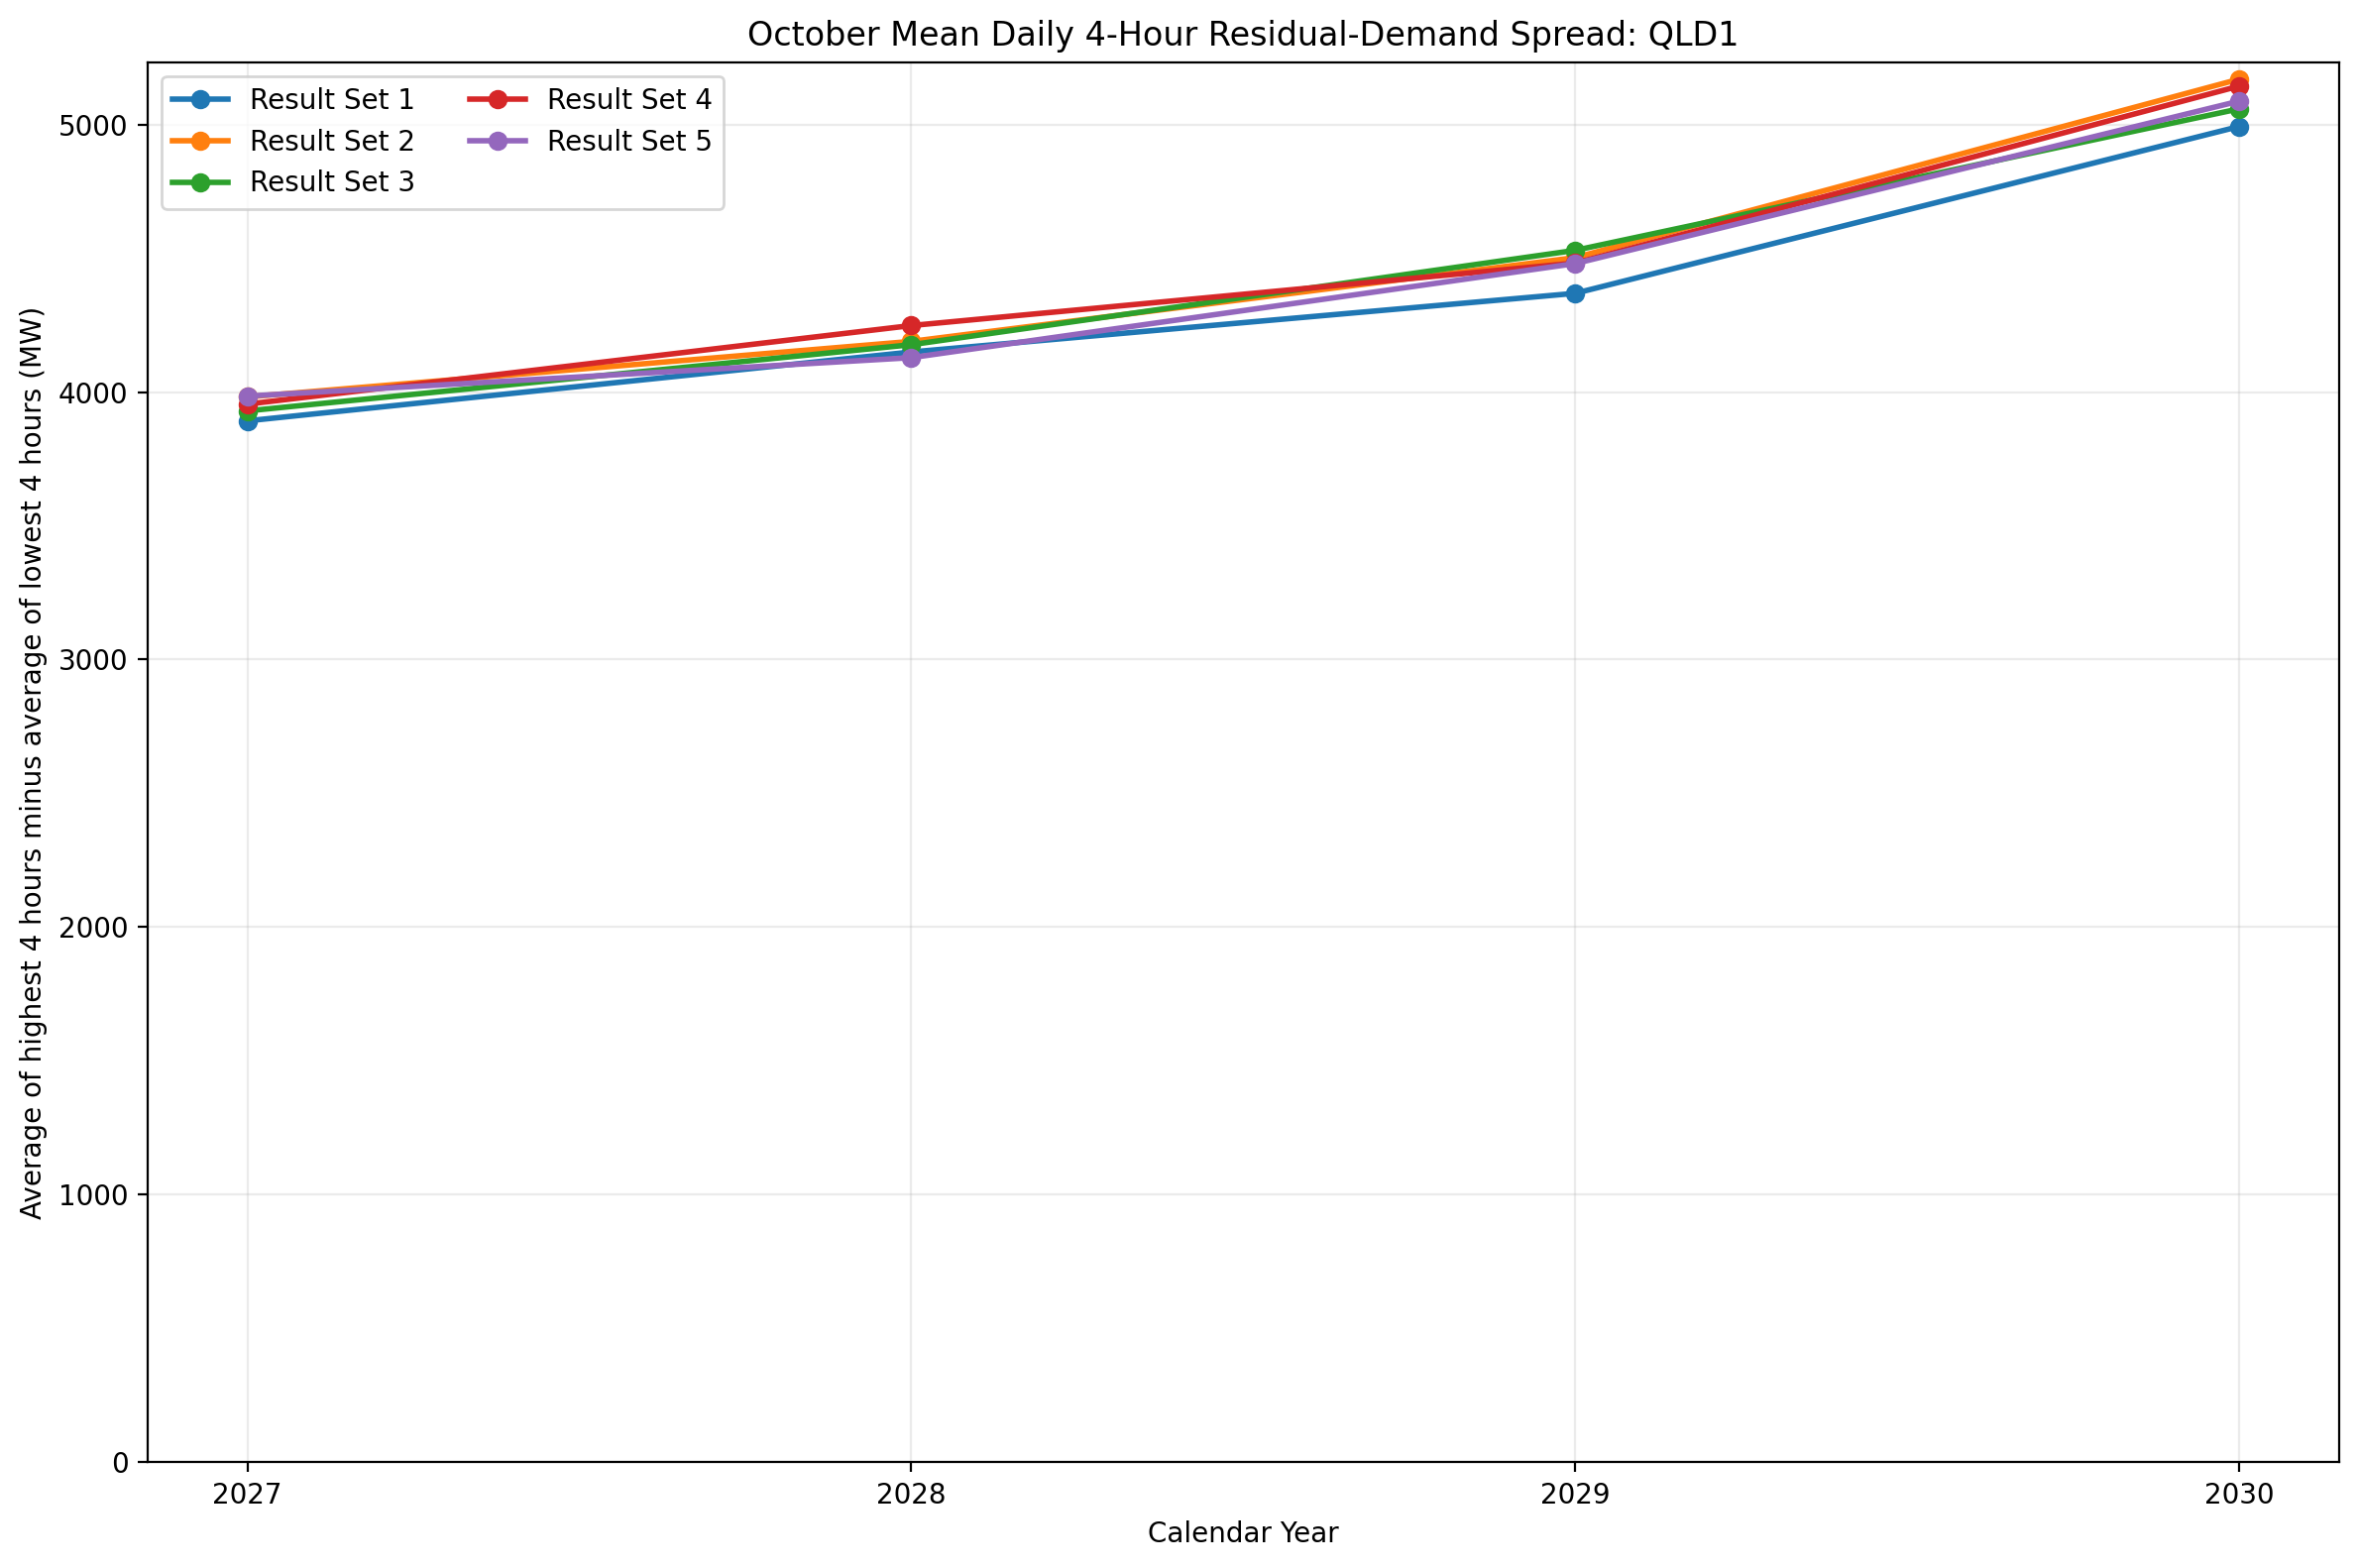 October Mean Daily 4-Hour Residual-Demand Spread: QLD1
Result Set 1
Result Set 2
Result Set 3
Result Set 4
Result Set 5
Average of highest 4 hours minus average of lowest 4 hours (MW)
5000
4000
3000
2000
1000
0
2027 2028 2029 2030
Calendar Year